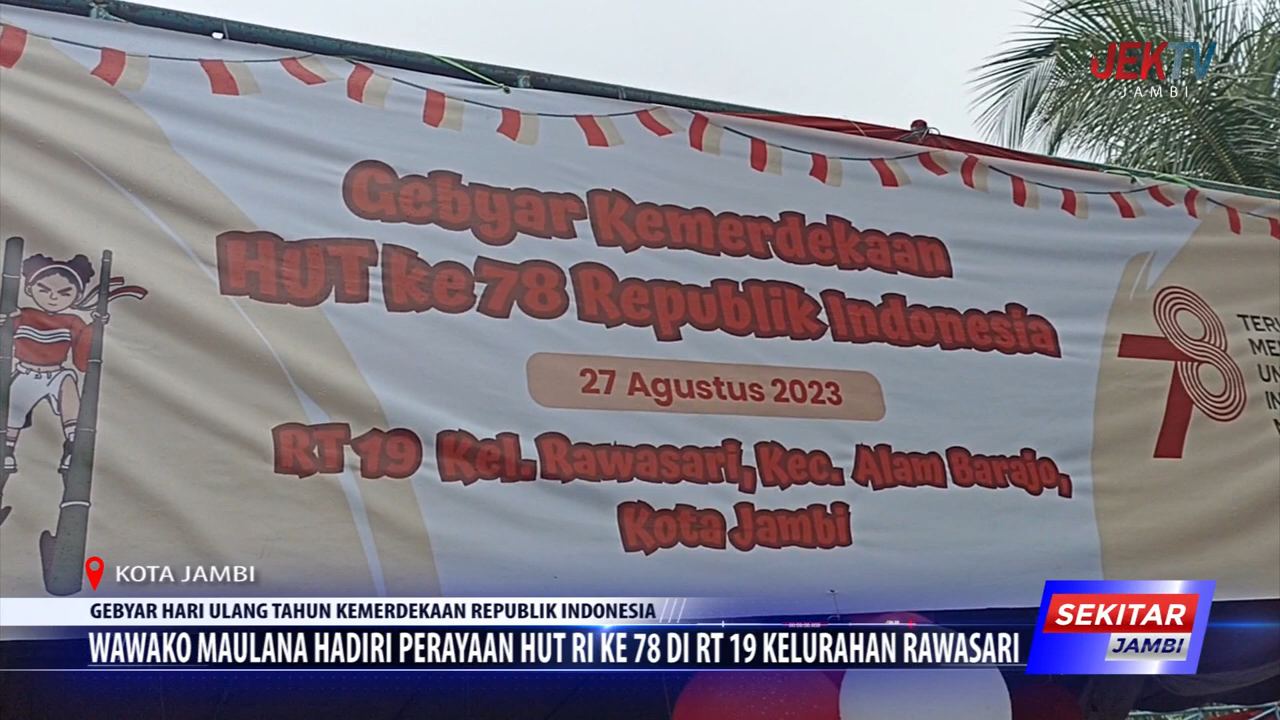 JEKTV
JAMBI
Gebyar Kemerdekaan
HUT ke 78 Republik Indonesia
27 Agustus 2023
RT 19 Kel. Rawasari, Kec. Alam Barajo,
Kota Jambi
78
KOTA JAMBI
GEBYAR HARI ULANG TAHUN KEMERDEKAAN REPUBLIK INDONESIA
WAWAKO MAULANA HADIRI PERAYAAN HUT RI KE 78 DI RT 19 KELURAHAN RAWASARI
SEKITAR
JAMBI